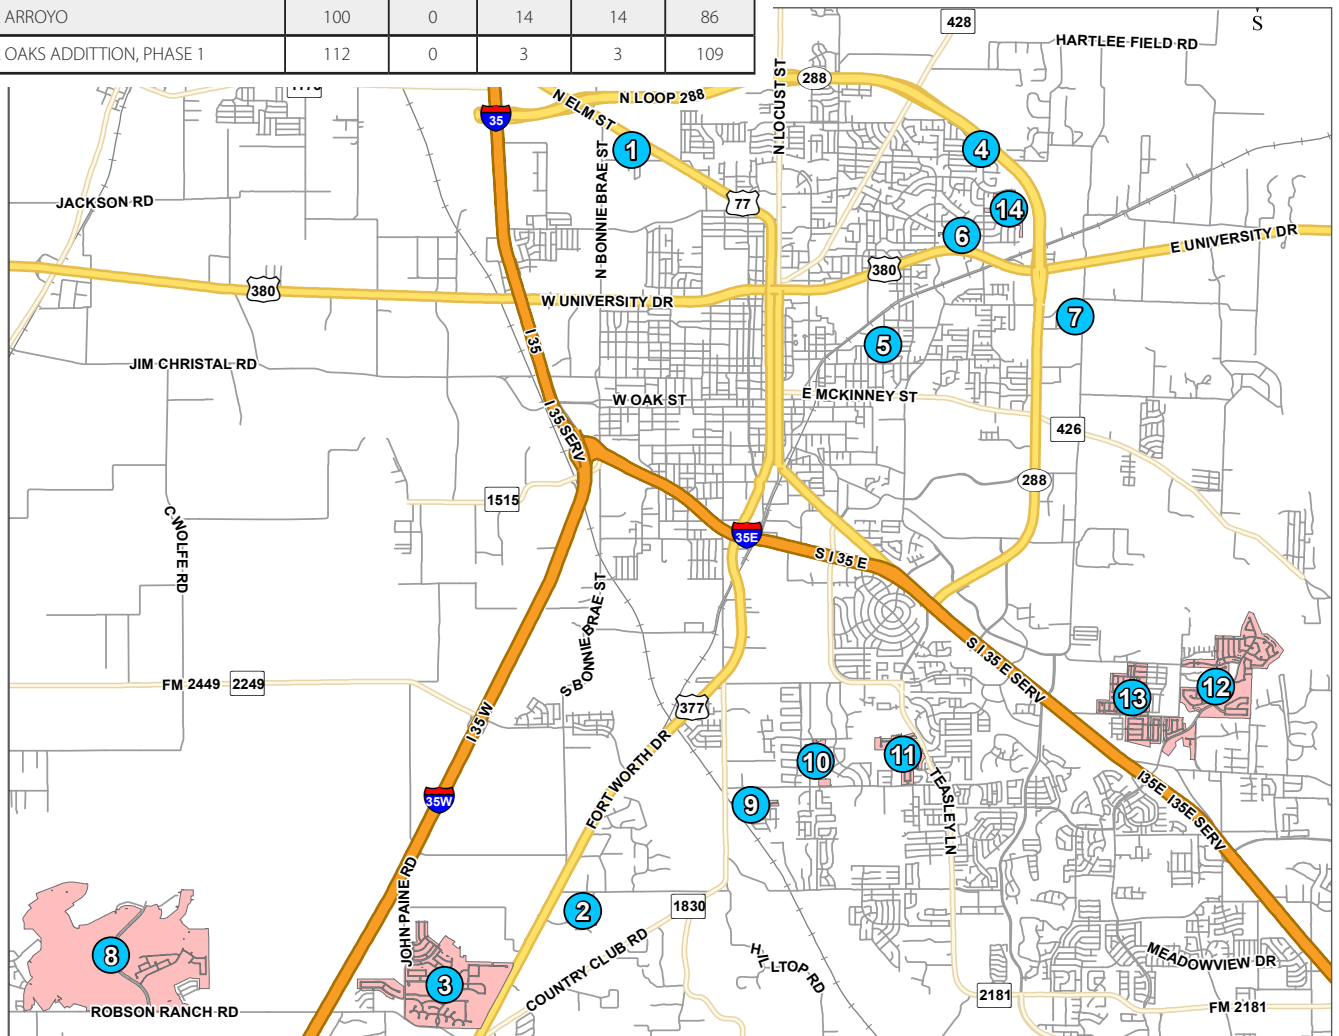 ARROYO 100 0 14 14 86
OAKS ADDITTION, PHASE 1 112 0 3 3 109
S
428
HARTLEE FIELD RD
288
N LOCUST ST
N LOOP 288
N ELM ST
35
1
4
N BONNIE BRAE ST
77
JACKSON RD
14
6
E UNIVERSITY DR
380
380
W UNIVERSITY DR
7
I 35
5
JIM CHRISTAL RD
W OAK ST
E MCKINNEY ST
I 35 SERV
426
288
1515
C WOLFE RD
35E
S I 35 E
S BONNIE BRAE ST
S I 35 E SERV
FM 2449
2249
13
12
377
I 35 W
10
11
FORT WORTH DR
TEASLEY LN
I35E
I35E SERV
35W
9
JOHN PAINE RD
2
1830
8
3
COUNTRY CLUB RD
HILLTOP RD
MEADOWVIEW DR
2181
FM 2181
ROBSON RANCH RD